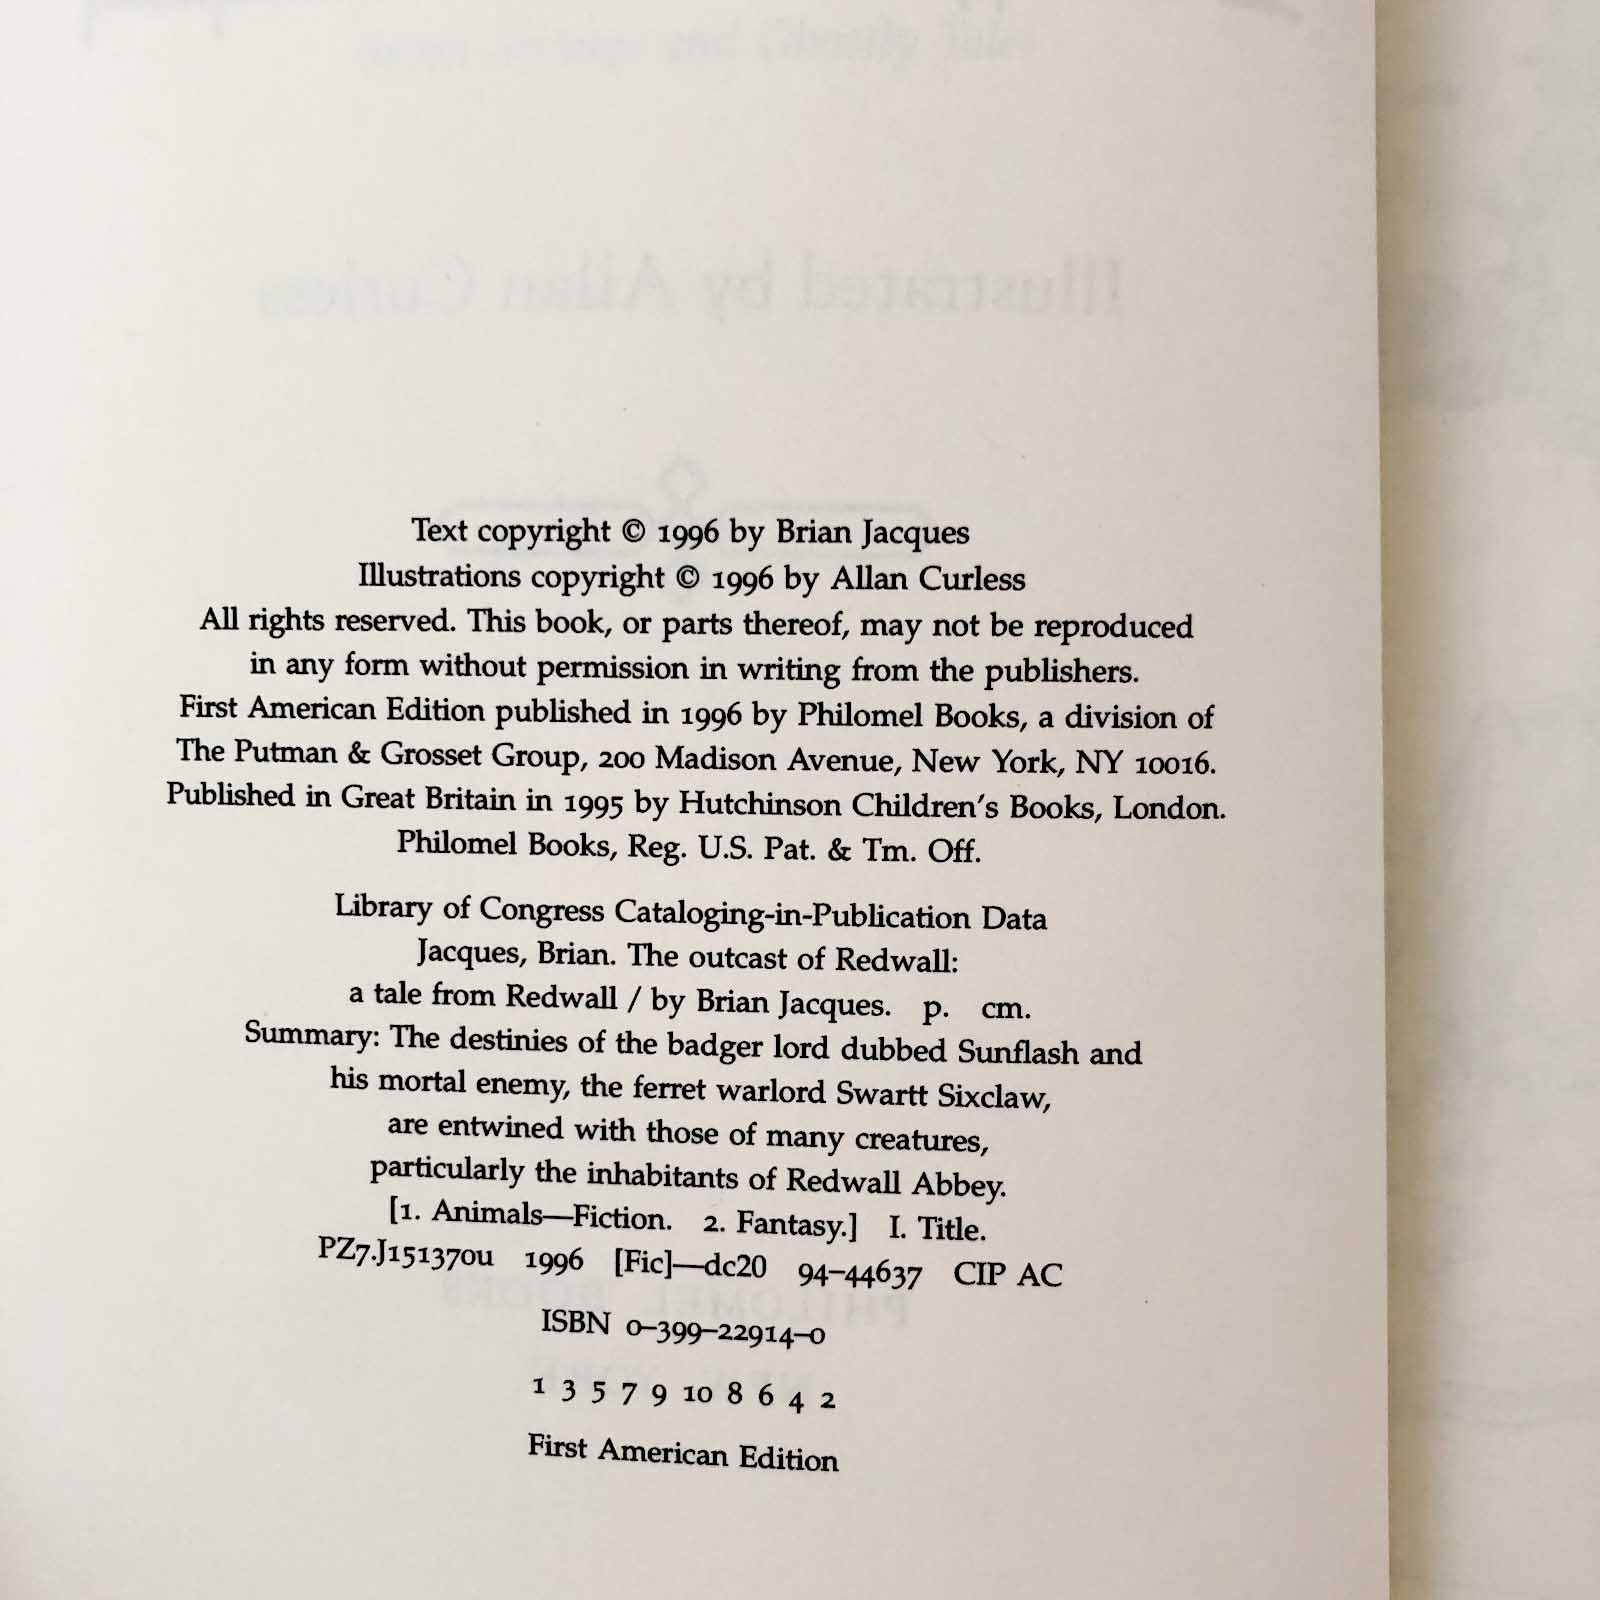 Text copyright © 1996 by Brian Jacques
Illustrations copyright © 1996 by Allan Curless
All rights reserved. This book, or parts thereof, may not be reproduced
in any form without permission in writing from the publishers.
First American Edition published in 1996 by Philomel Books, a division of
The Putman & Grosset Group, 200 Madison Avenue, New York, NY 10016.
Published in Great Britain in 1995 by Hutchinson Children's Books, London.
Philomel Books, Reg. U.S. Pat. & Tm. Off.
Library of Congress Cataloging-in-Publication Data
Jacques, Brian. The outcast of Redwall:
a tale from Redwall / by Brian Jacques. p. cm.
Summary: The destinies of the badger lord dubbed Sunflash and
his mortal enemy, the ferret warlord Swartt Sixclaw,
are entwined with those of many creatures,
particularly the inhabitants of Redwall Abbey.
[1. Animals—Fiction. 2. Fantasy.] I. Title.
PZ7.J15137ou 1996 [Fic]—dc20 94–44637 CIP AC
ISBN 0–399–22914–0
1 3 5 7 9 10 8 6 4 2
First American Edition